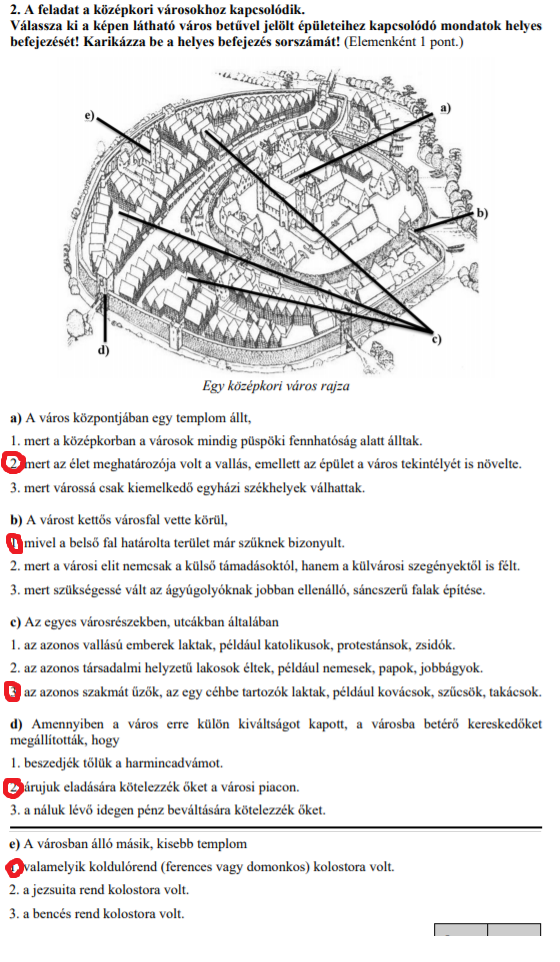 2. A feladat a középkori városokhoz kapcsolódik.
Válassza ki a képen látható város betűvel jelölt épületeihez kapcsolódó mondatok helyes
befejezését! Karikázza be a helyes befejezés sorszámát! (Elemenként 1 pont.)
e)
a)
b)
c)
d)
Egy középkori város rajza
a) A város központjában egy templom állt,
1. mert a középkorban a városok mindig püspöki fennhatóság alatt álltak.
2. mert az élet meghatározója volt a vallás, emellett az épület a város tekintélyét is növelte.
3. mert várossá csak kiemelkedő egyházi székhelyek válhattak.
b) A várost kettős városfal vette körül,
1. mivel a belső fal határolta terület már szűknek bizonyult.
2. mert a városi elit nemcsak a külső támadásoktól, hanem a külvárosi szegényektől is félt.
3. mert szükségessé vált az ágyúgolyóknak jobban ellenálló, sáncszerű falak építése.
c) Az egyes városrészekben, utcákban általában
1. az azonos vallású emberek laktak, például katolikusok, protestánsok, zsidók.
2. az azonos társadalmi helyzetű lakosok éltek, például nemesek, papok, jobbágyok.
3. az azonos szakmát űzők, az egy céhbe tartozók laktak, például kovácsok, szűcsök, takácsok.
d) Amennyiben a város erre külön kiváltságot kapott, a városba betérő kereskedőket
megállították, hogy
1. beszedjék tőlük a harmincadvámot.
2. árujuk eladására kötelezzék őket a városi piacon.
3. a náluk lévő idegen pénz beváltására kötelezzék őket.
e) A városban álló másik, kisebb templom
1. valamelyik koldulórend (ferences vagy domonkos) kolostora volt.
2. a jezsuita rend kolostora volt.
3. a bencés rend kolostora volt.